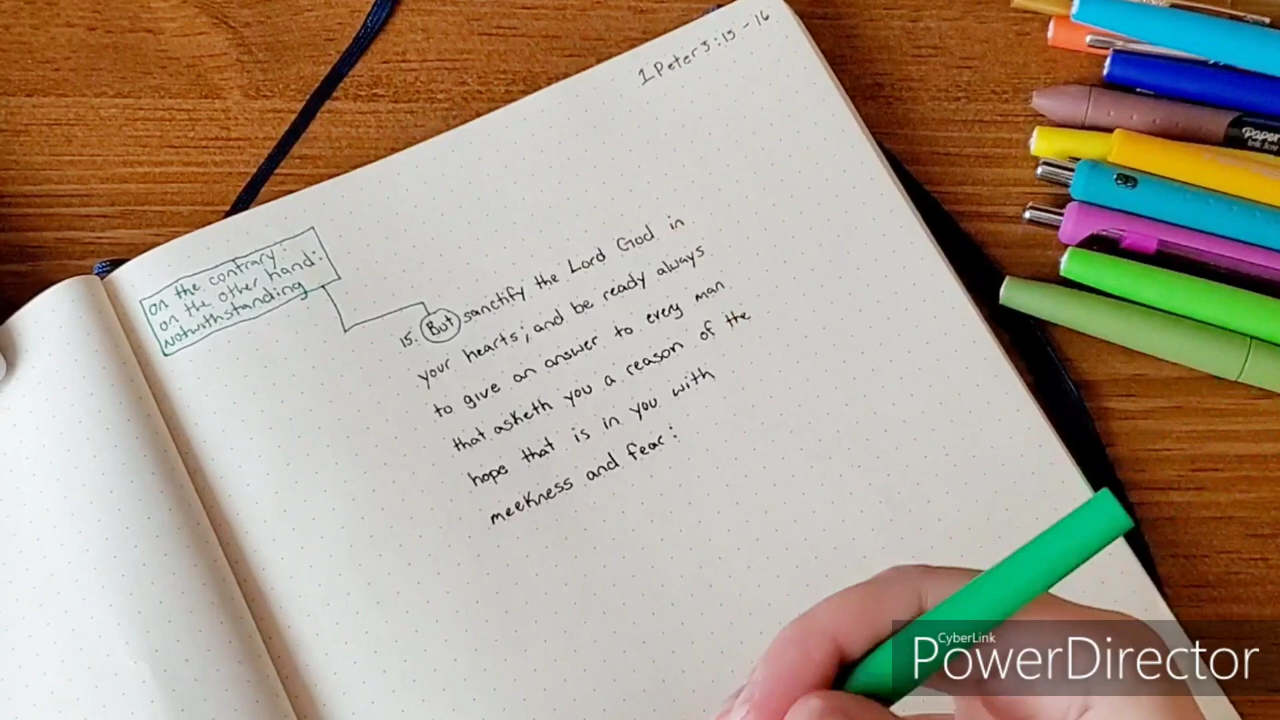 1 Peter 3:15-16
on the contrary
on the other hand:
Notwithstanding
15. But sanctify the Lord God in
your hearts; and be ready always
to give an answer to every man
that asketh you a reason of the
hope that is in you with
meekness and fear:
Paper
Ink Joy
CyberLink
PowerDirector